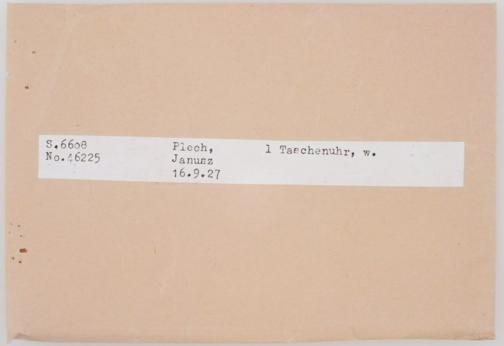 S.6608 Plech, 1 Taschenuhr, w.
No.46225 Janusz
16.9.27